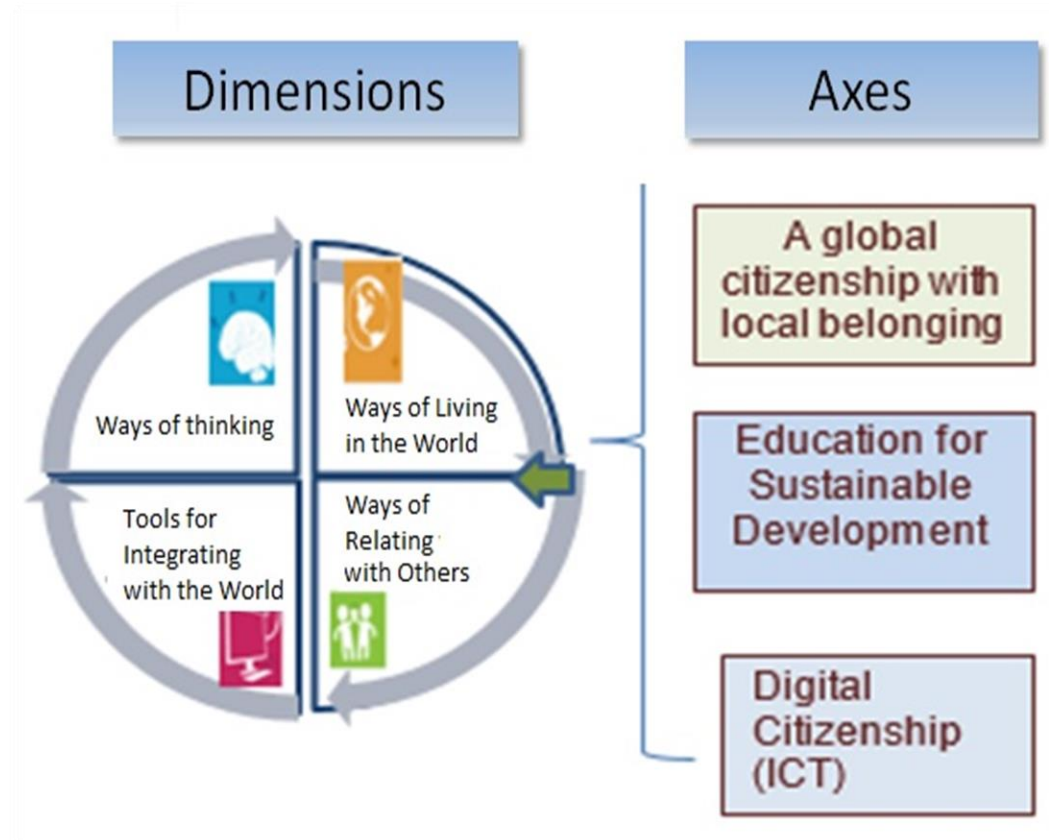 Dimensions
Axes
Ways of thinking
Ways of Living
in the World
Tools for
Integrating
with the World
Ways of
Relating
with Others
A global
citizenship with
local belonging
Education for
Sustainable
Development
Digital
Citizenship
(ICT)